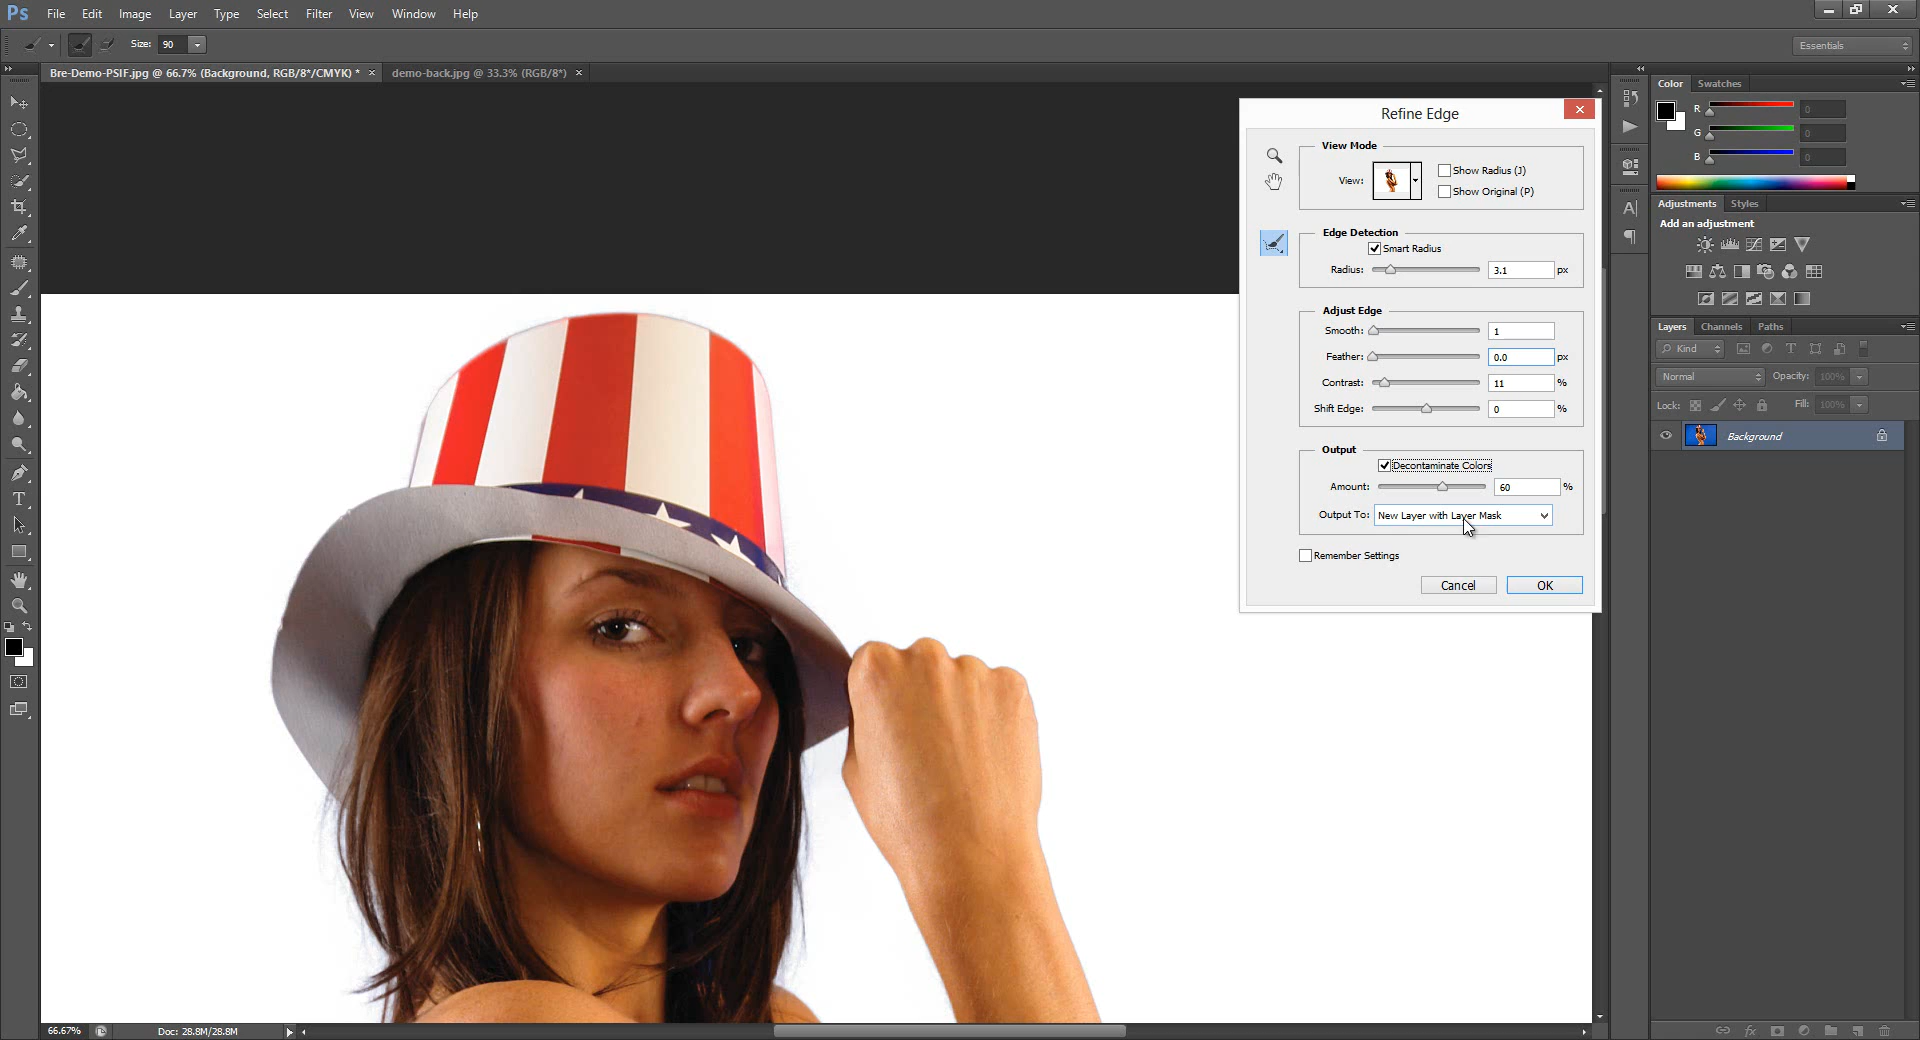 Ps File Edit Image Layer Type Select Filter View Window Help
Size: 90 Essentials
Bre-Demo-PSIF.jpg @ 66.7% (Background, RGB/8*/CMYK) * × demo-back.jpg @ 33.3% (RGB/8*) ×
Refine Edge
View Mode
View:
Show Radius (J)
Show Original (P)
Edge Detection
Smart Radius
Radius: 3.1 px
Adjust Edge
Smooth: 1
Feather: 0.0 px
Contrast: 11 %
Shift Edge: 0 %
Output
Decontaminate Colors
Amount: 60 %
Output To: New Layer with Layer Mask
Remember Settings
Cancel OK
Color Swatches
R 0
G 0
B 0
Adjustments Styles
Add an adjustment
Layers Channels Paths
Kind
Normal Opacity: 100%
Lock: Fill: 100%
Background
66.67% Doc: 28.8M/28.8M